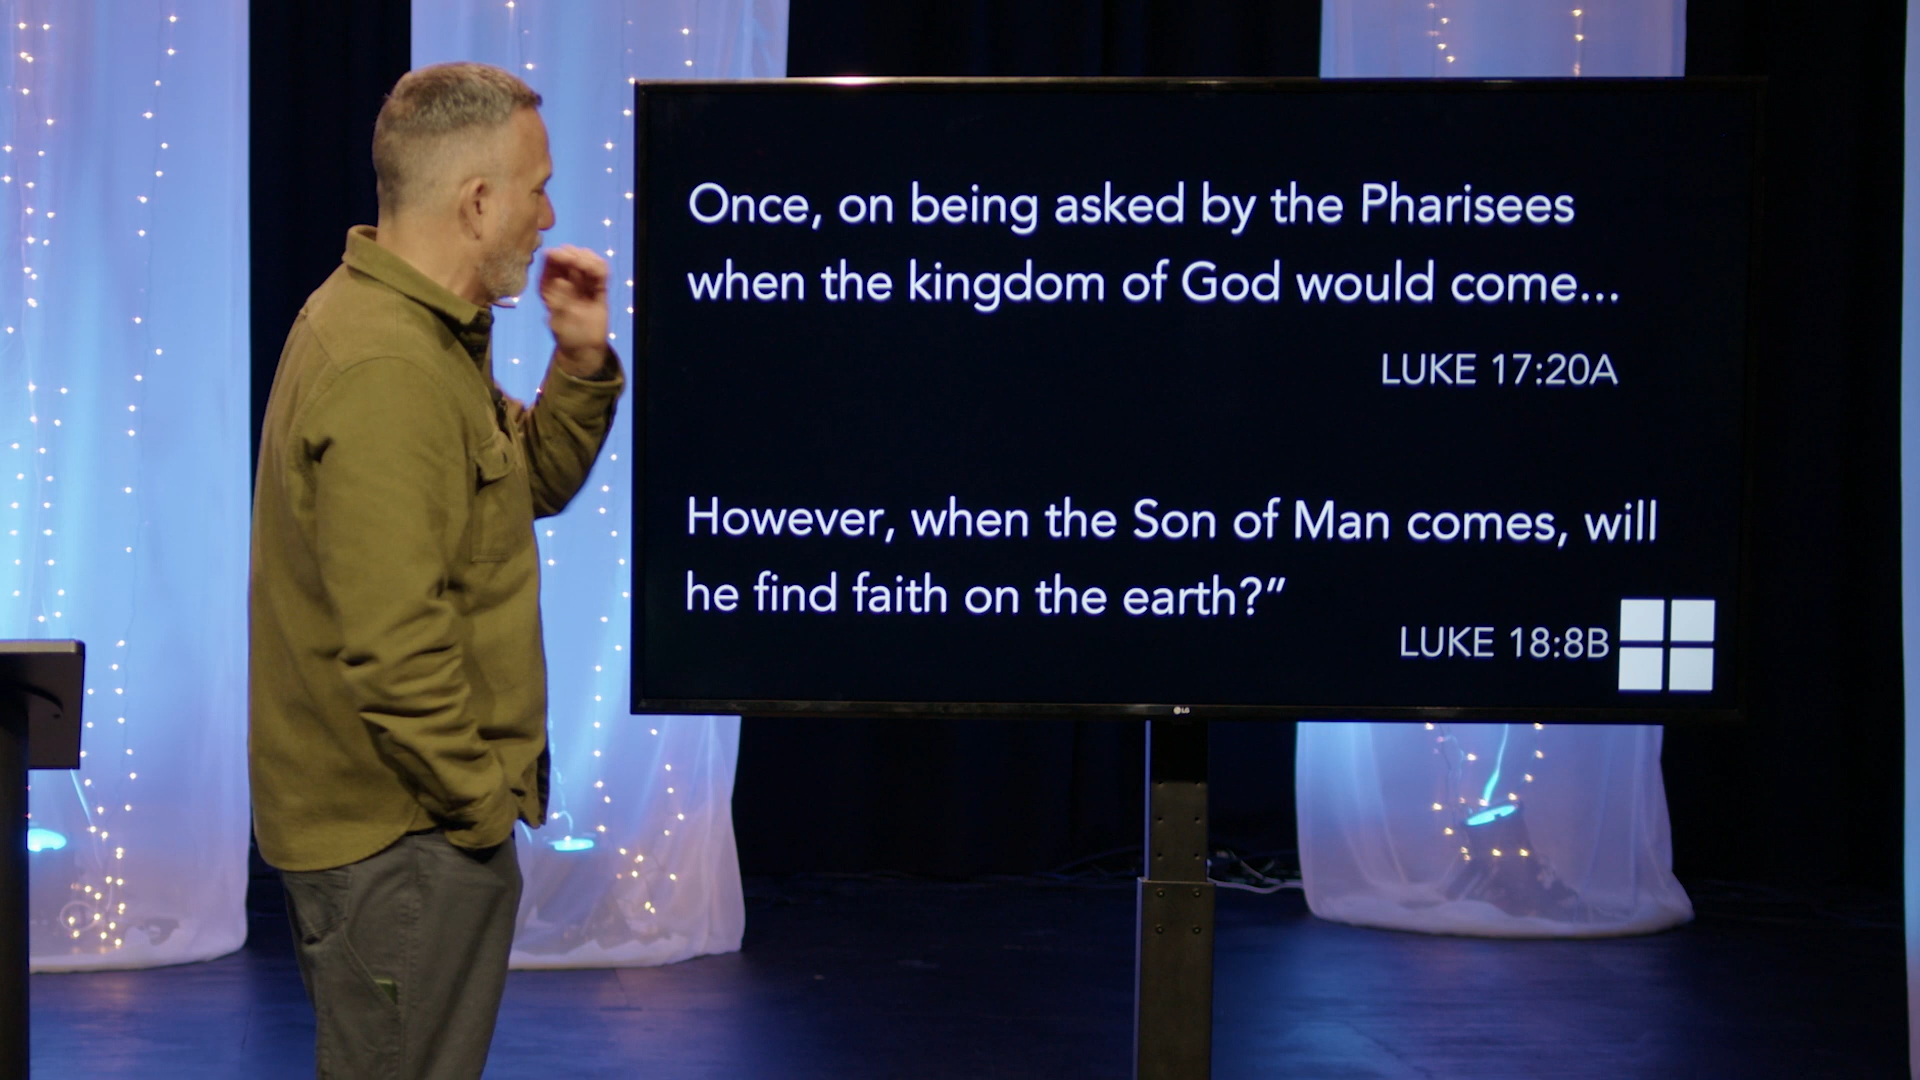 Once, on being asked by the Pharisees
when the kingdom of God would come...
LUKE 17:20A
However, when the Son of Man comes, will
he find faith on the earth?”
LUKE 18:8B
LG